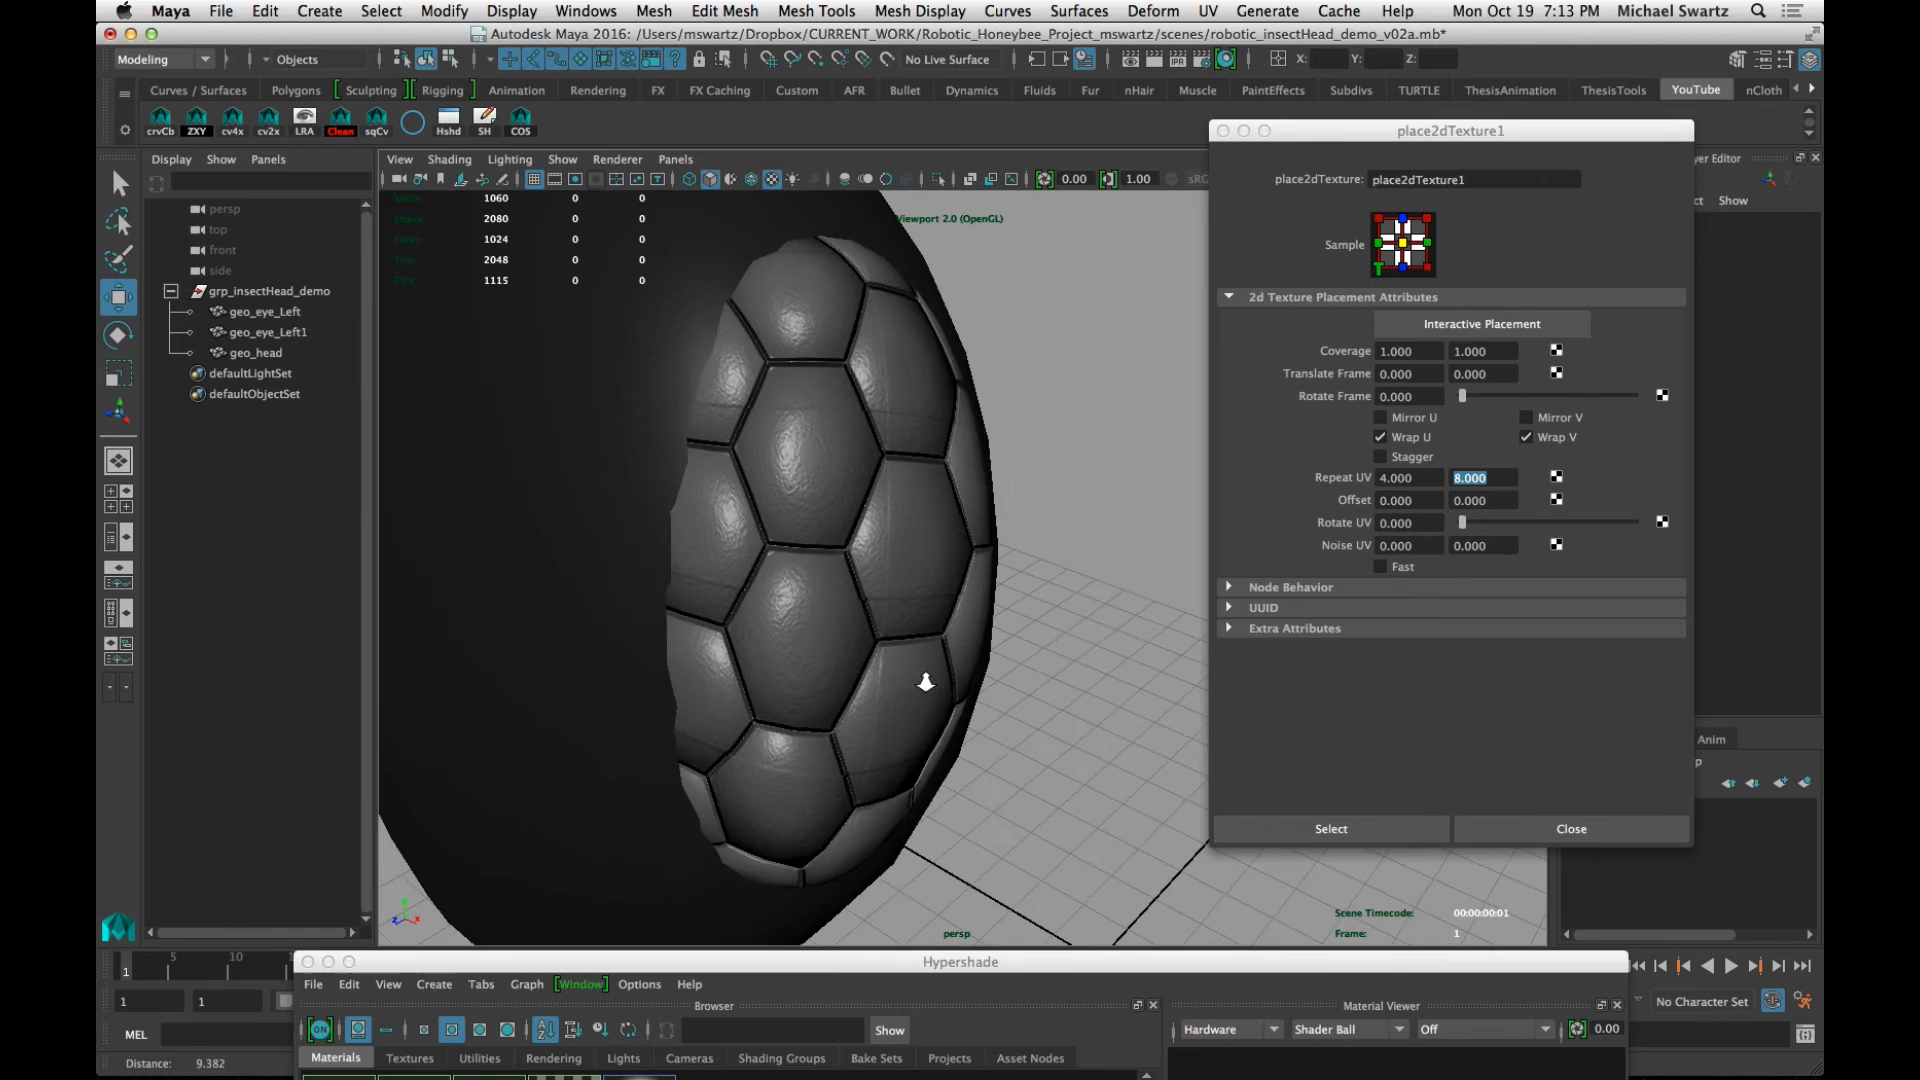 Maya File Edit Create Select Modify Display Windows Mesh Edit Mesh Mesh Tools Mesh Display Curves Surfaces Deform UV Generate Cache Help Mon Oct 19 7:13 PM Michael Swartz
Autodesk Maya 2016: /Users/mswartz/Dropbox/CURRENT_WORK/Robotic_Honeybee_Project_mswartz/scenes/robotic_insectHead_demo_v02a.mb*
Modeling Objects No Live Surface X: Y: Z:
Curves / Surfaces Polygons Sculpting Rigging Animation Rendering FX FX Caching Custom AFR Bullet Dynamics Fluids Fur nHair Muscle PaintEffects Subdivs TURTLE ThesisAnimation ThesisTools YouTube nCloth
crvCb ZXY cv4x cv2x LRA Clean sqCv Hshd SH COS
Display Show Panels
View Shading Lighting Show Renderer Panels
0.00 1.00 sRG
persp
top
front
side
grp_insectHead_demo
geo_eye_Left
geo_eye_Left1
geo_head
defaultLightSet
defaultObjectSet
1060 0 0
Edges: 2080 0 0
1024 0 0
2048 0 0
1115 0 0
Viewport 2.0 (OpenGL)
place2dTexture1
place2dTexture: place2dTexture1
Sample
2d Texture Placement Attributes
Interactive Placement
Coverage 1.000 1.000
Translate Frame 0.000 0.000
Rotate Frame 0.000
Mirror U Mirror V
Wrap U Wrap V
Stagger
Repeat UV 4.000 8.000
Offset 0.000 0.000
Rotate UV 0.000
Noise UV 0.000 0.000
Fast
Node Behavior
UUID
Extra Attributes
Select Close
yer Editor
ct Show
Anim
p
Scene Timecode: 00:00:00:01
Frame: 1
persp
y
z x
1 5 10
1 1
MEL
Distance: 9.382
Hypershade
File Edit View Create Tabs Graph [Window] Options Help
Browser
ON Show
Materials Textures Utilities Rendering Lights Cameras Shading Groups Bake Sets Projects Asset Nodes
Material Viewer
Hardware Shader Ball Off 0.00
No Character Set